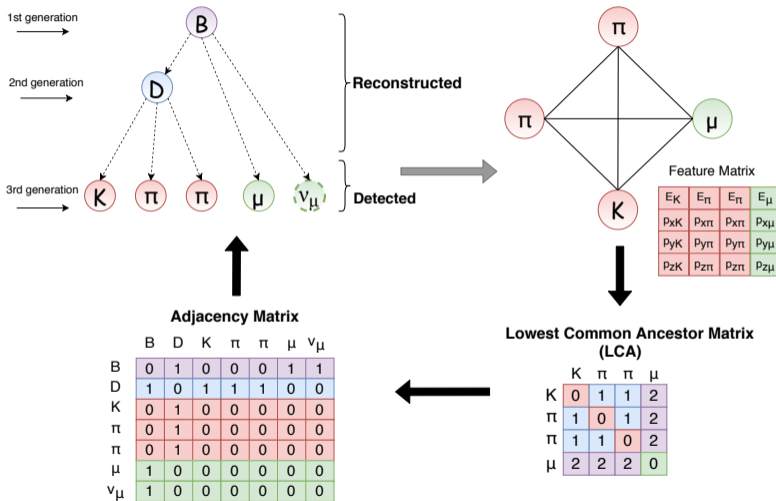 1st generation
B
2nd generation
D
Reconstructed
3rd generation
K π π μ νμ
Detected
π
π μ
K
Feature Matrix
EK Eπ Eπ Eμ
pxK pxπ pxπ pxμ
pyK pyπ pyπ pyμ
pzK pzπ pzπ pzμ
Adjacency Matrix
B D K π π μ νμ
B 0 1 0 0 0 1 1
D 1 0 1 1 1 0 0
K 0 1 0 0 0 0 0
π 0 1 0 0 0 0 0
π 0 1 0 0 0 0 0
μ 1 0 0 0 0 0 0
νμ 1 0 0 0 0 0 0
Lowest Common Ancestor Matrix
(LCA)
K π π μ
K 0 1 1 2
π 1 0 1 2
π 1 1 0 2
μ 2 2 2 0